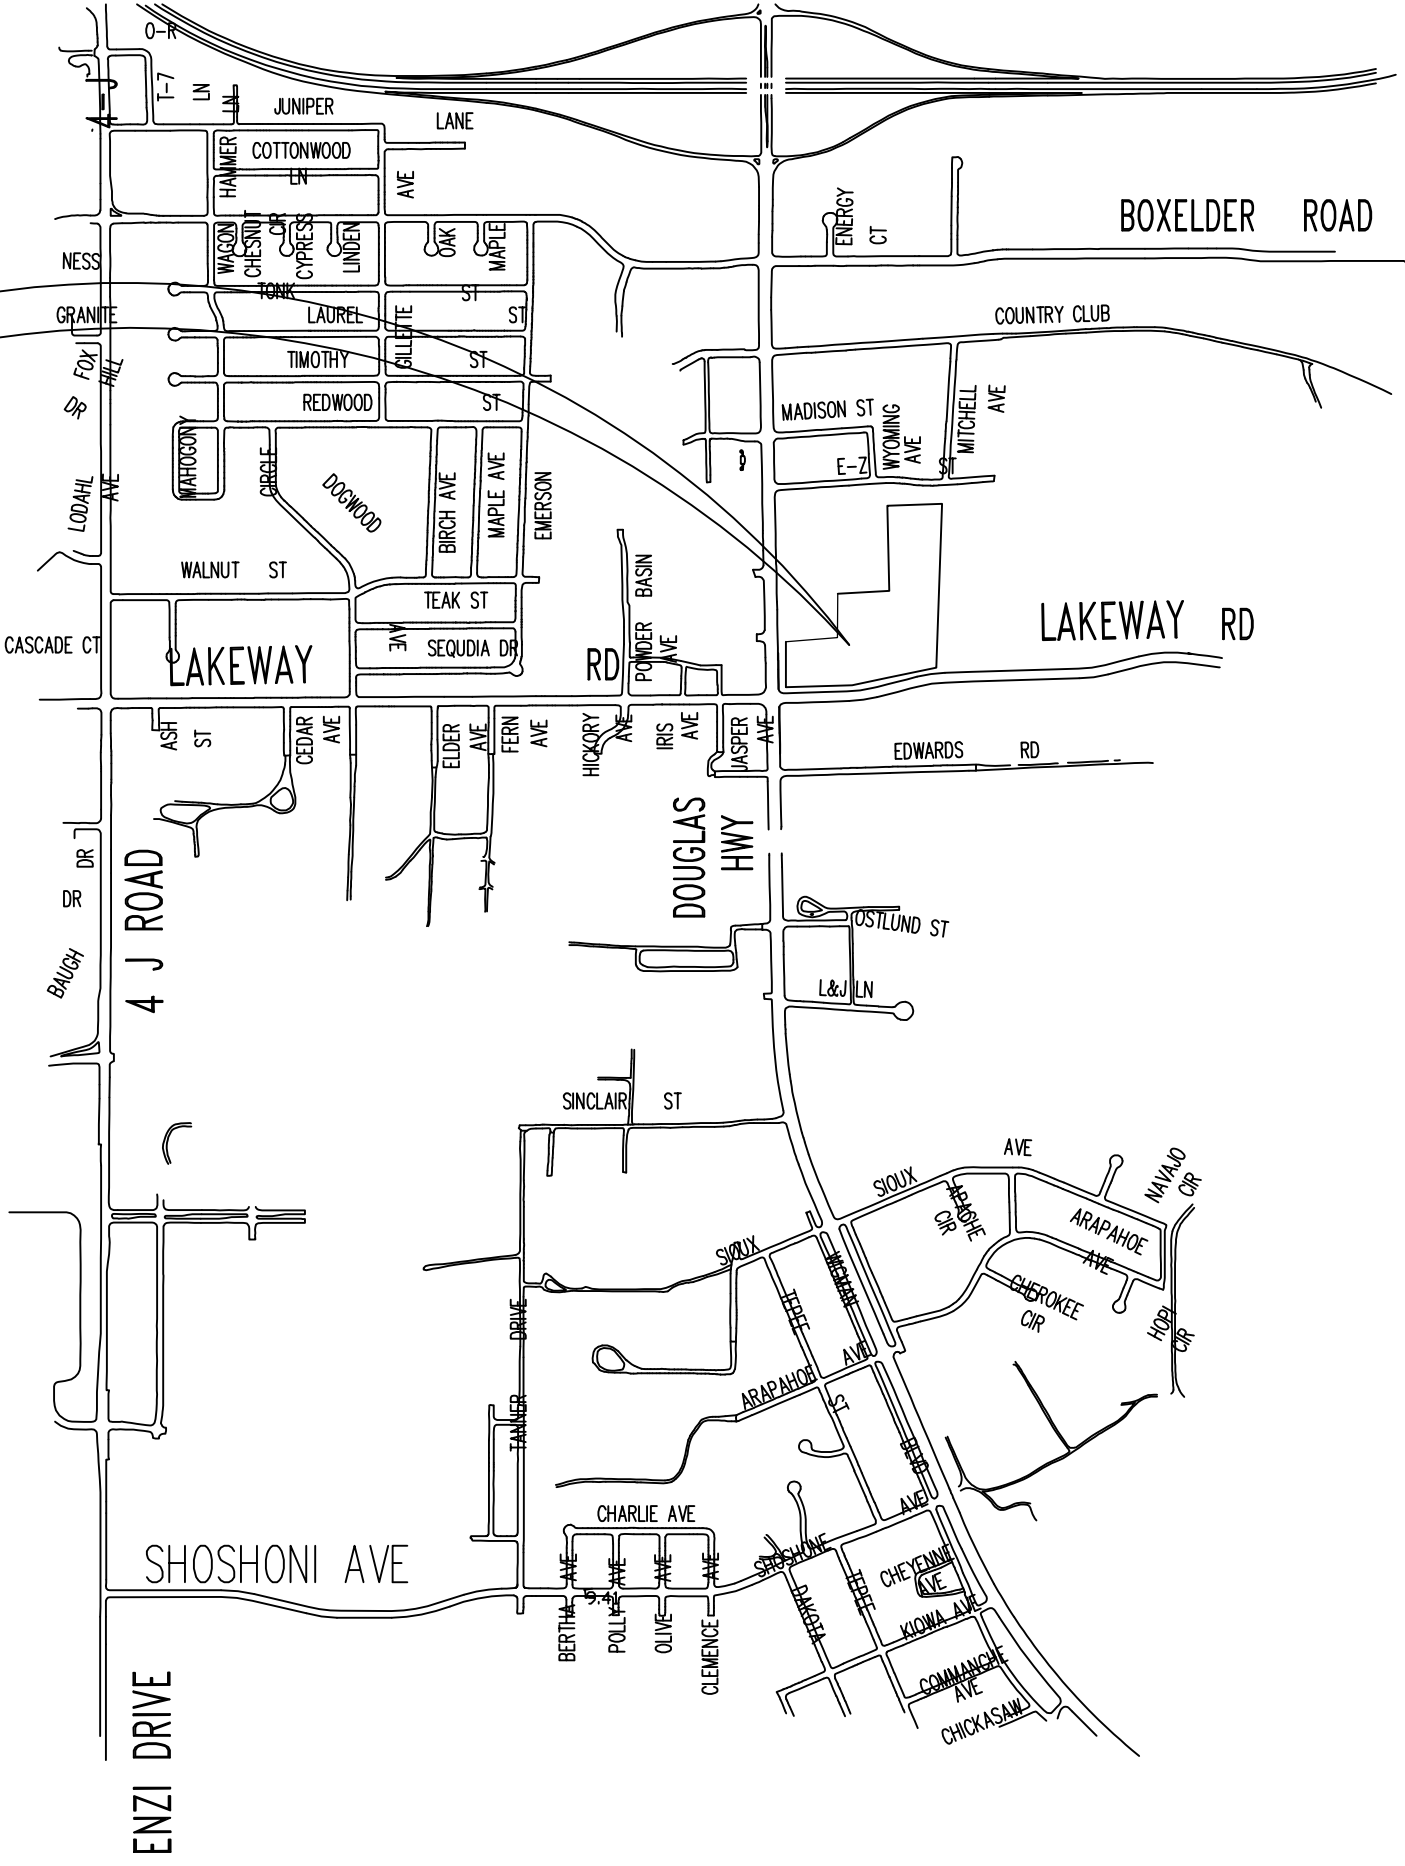 O-R
4-J
T-7
LN
LN
JUNIPER
LANE
HAMMER
COTTONWOOD
LN
AVE
BOXELDER ROAD
ENERGY
CT
WAGON
CHESNUT
CIR
CYPRESS
LINDEN
OAK
MAPLE
NESS
TONK
ST
GRANITE
LAUREL
ST
GILLETTE
COUNTRY CLUB
FOX
HILL
DR
TIMOTHY
ST
REDWOOD
ST
MADISON ST
WYOMING
AVE
MITCHELL
AVE
E-Z
ST
MAHOGONY
CIRCLE
DOGWOOD
BIRCH AVE
MAPLE AVE
EMERSON
LODAHL
AVE
WALNUT ST
TEAK ST
POWDER BASIN
AVE
AVE
SEQUDIA DR
CASCADE CT
LAKEWAY
RD
LAKEWAY RD
ASH
ST
CEDAR
AVE
ELDER
AVE
FERN
AVE
HICKORY
AVE
IRIS
AVE
JASPER
AVE
EDWARDS
RD
DOUGLAS
HWY
DR
DR
BAUGH
4 J ROAD
OSTLUND ST
L&J LN
SINCLAIR
ST
SIOUX
AVE
NAVAJO
CIR
APACHE
CIR
ARAPAHOE
AVE
CHEROKEE
CIR
HOPI
CIR
SIOUX
WIGMAN
TEPEE
DRIVE
TANNER
ARAPAHOE
AVE
ST
BLVD
AVE
CHARLIE AVE
SHOSHONE
SHOSHONI AVE
AVE
AVE
AVE
AVE
9.41
BERTHA
POLLY
OLIVE
CLEMENCE
DAKOTA
TEPEE
CHEYENNE
AVE
KIOWA AVE
COMMANCHE
AVE
CHICKASAW
ENZI DRIVE